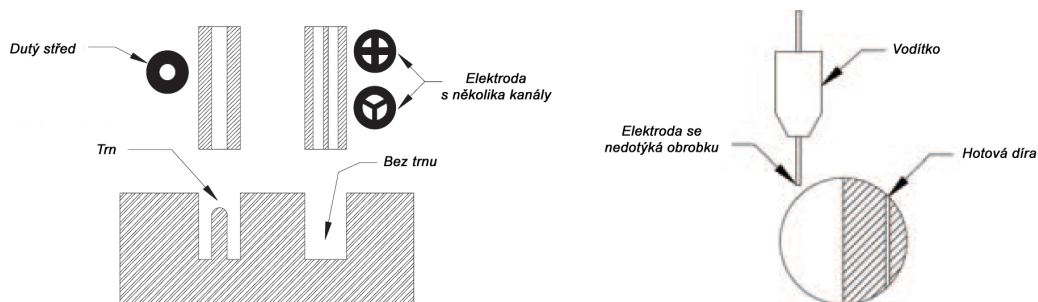 Dutý střed
Elektroda
s několika kanály
Trn
Bez trnu
Vodítko
Elektroda se
nedotýká obrobku
Hotová díra